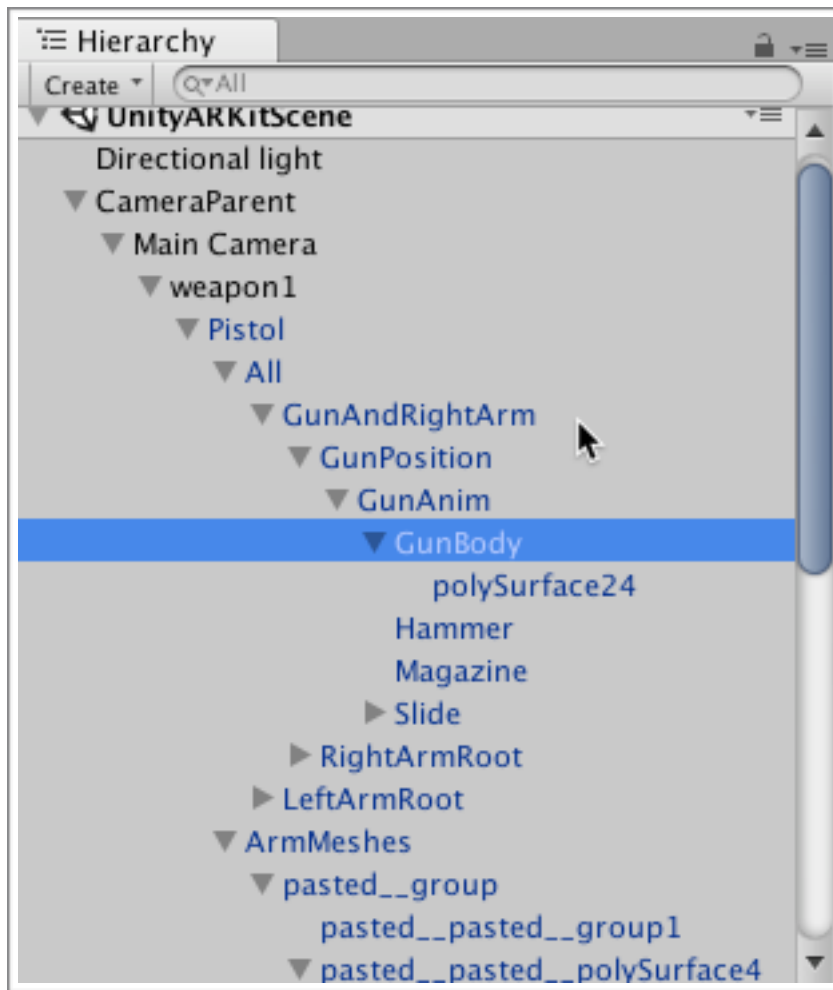 Hierarchy
Create All
UnityARKitScene
Directional light
CameraParent
Main Camera
weapon1
Pistol
All
GunAndRightArm
GunPosition
GunAnim
GunBody
polySurface24
Hammer
Magazine
Slide
RightArmRoot
LeftArmRoot
ArmMeshes
pasted__group
pasted__pasted__group1
pasted__pasted__polySurface4